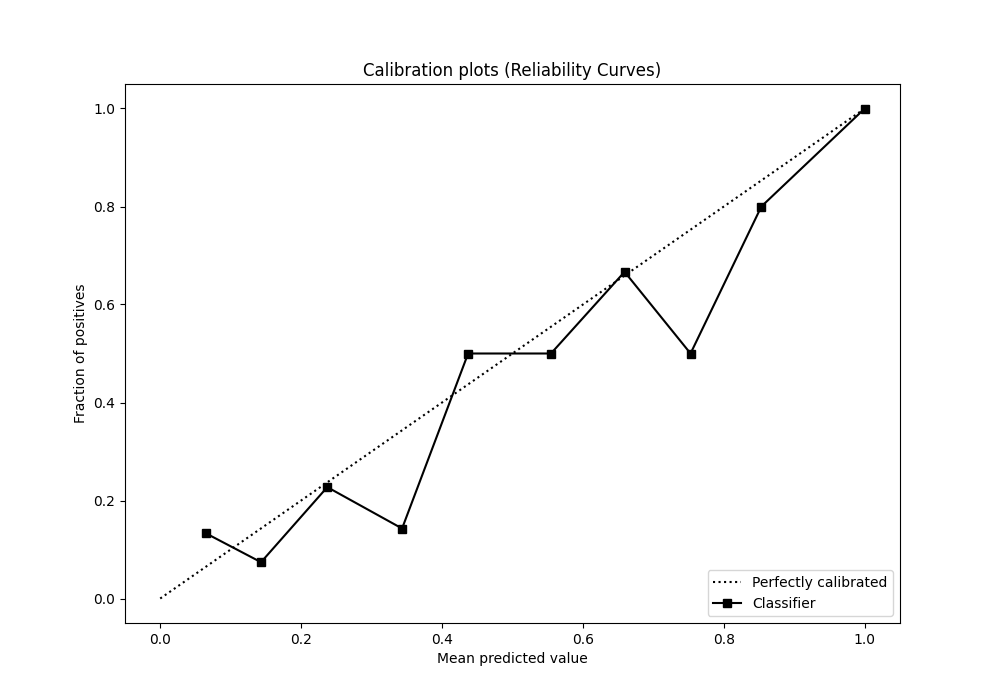 Calibration plots (Reliability Curves)
Fraction of positives
1.0
0.8
0.6
0.4
0.2
0.0
Perfectly calibrated
Classifier
0.0 0.2 0.4 0.6 0.8 1.0
Mean predicted value